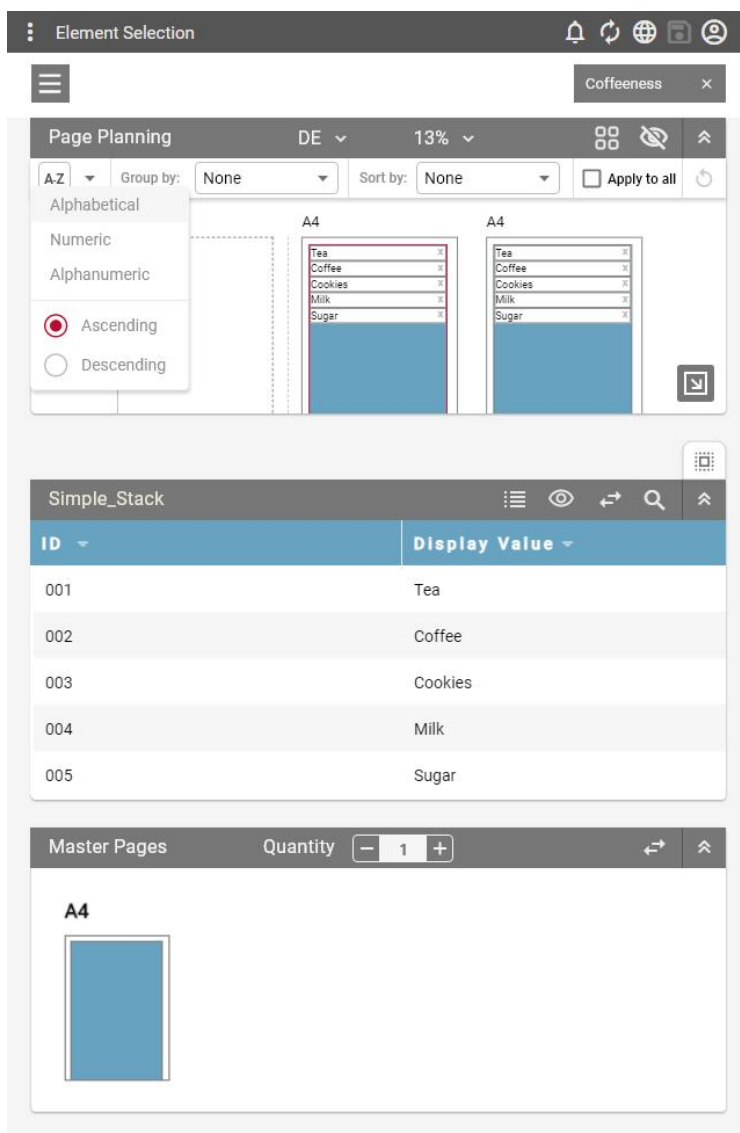 Element Selection
Coffeeness ×
Page Planning DE 13%
A-Z Group by: None Sort by: None Apply to all
Alphabetical
Numeric
Alphanumeric
Ascending
Descending
A4 A4
Tea x Tea x
Coffee x Coffee x
Cookies x Cookies x
Milk x Milk x
Sugar x Sugar x
Simple_Stack
ID Display Value
001 Tea
002 Coffee
003 Cookies
004 Milk
005 Sugar
Master Pages Quantity − 1 +
A4